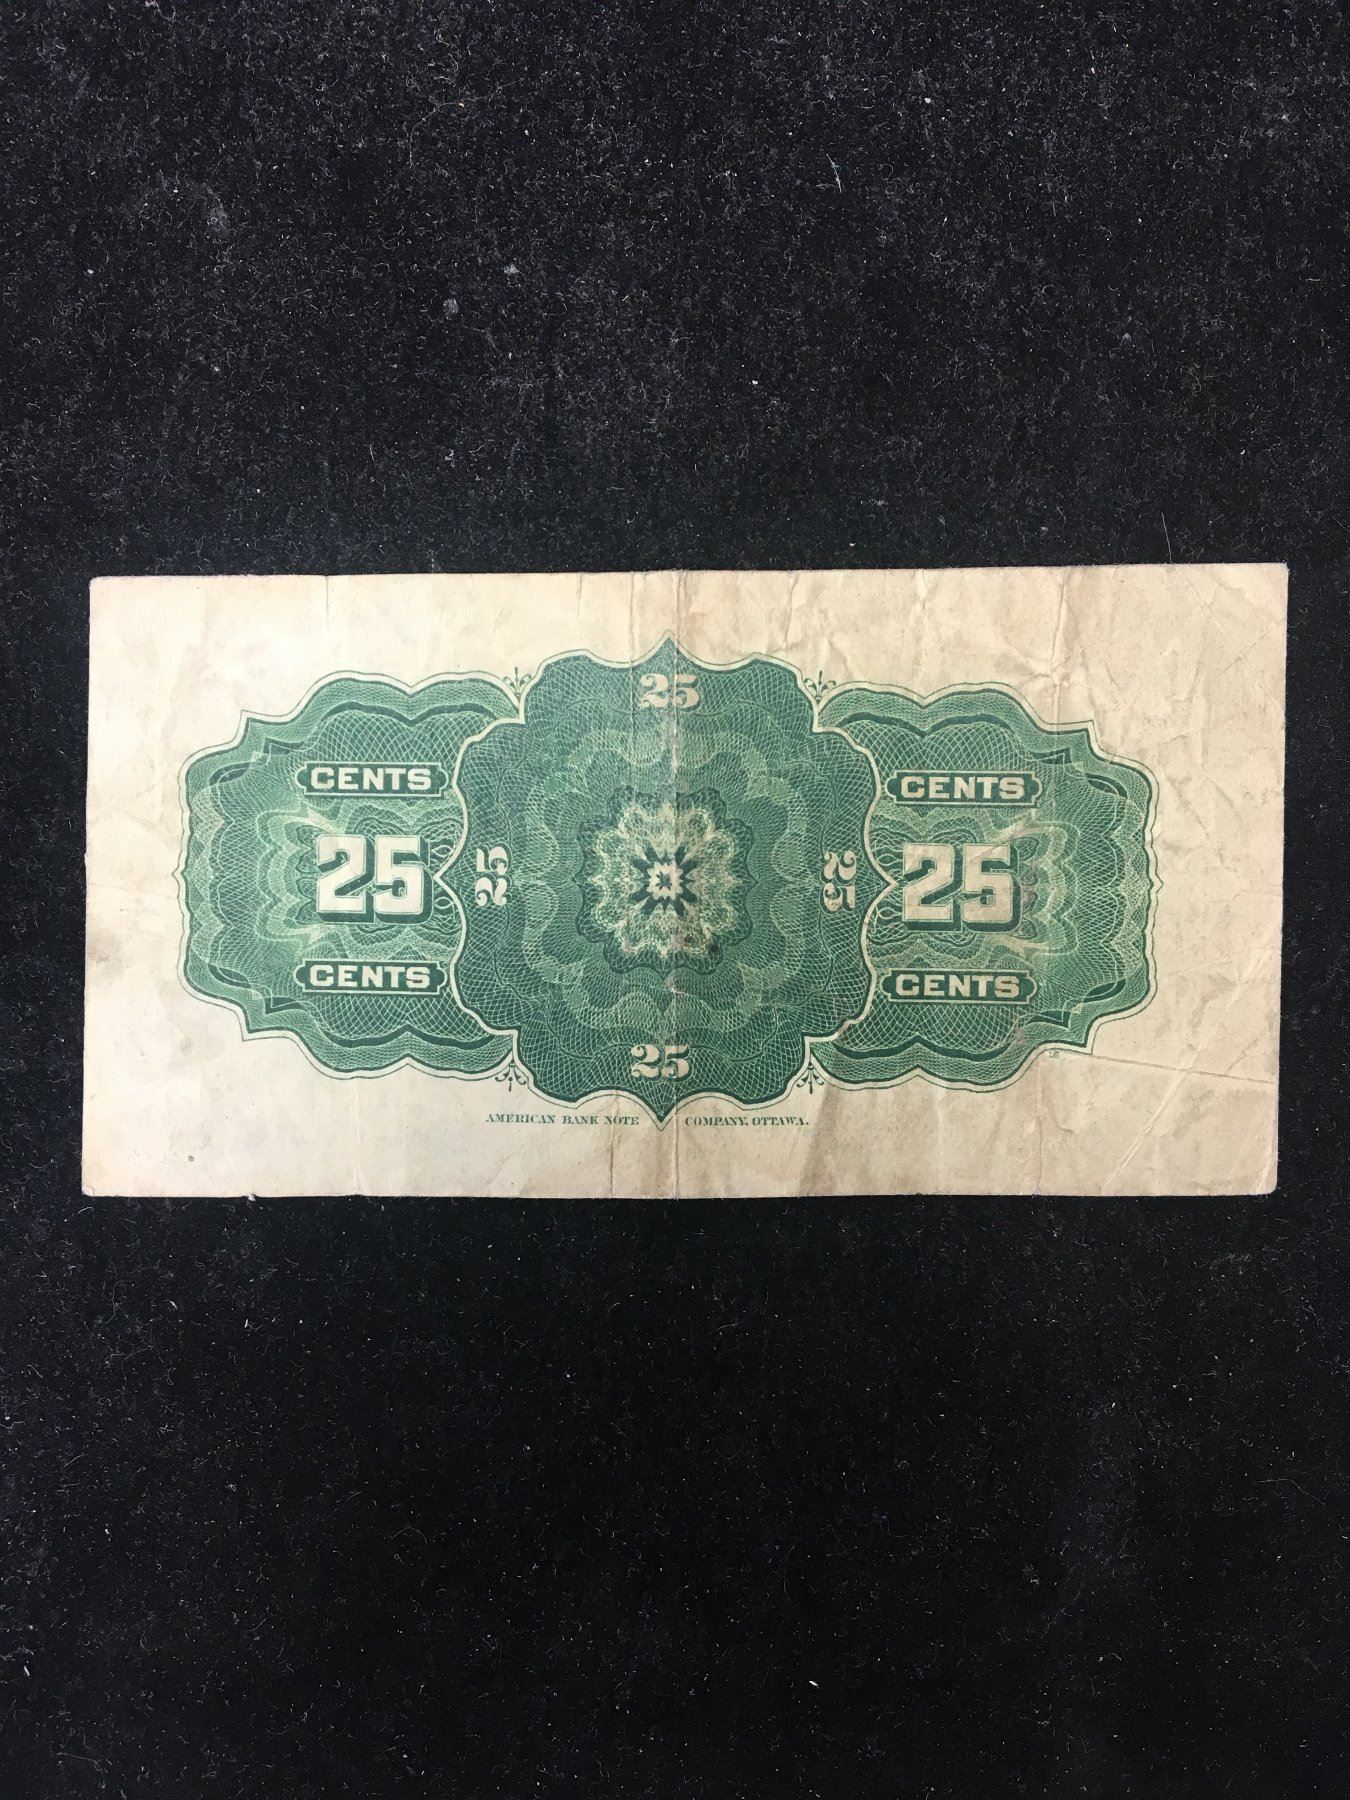 25
CENTS CENTS
25 25 25 25
CENTS CENTS
25
AMERICAN BANK NOTE COMPANY, OTTAWA.